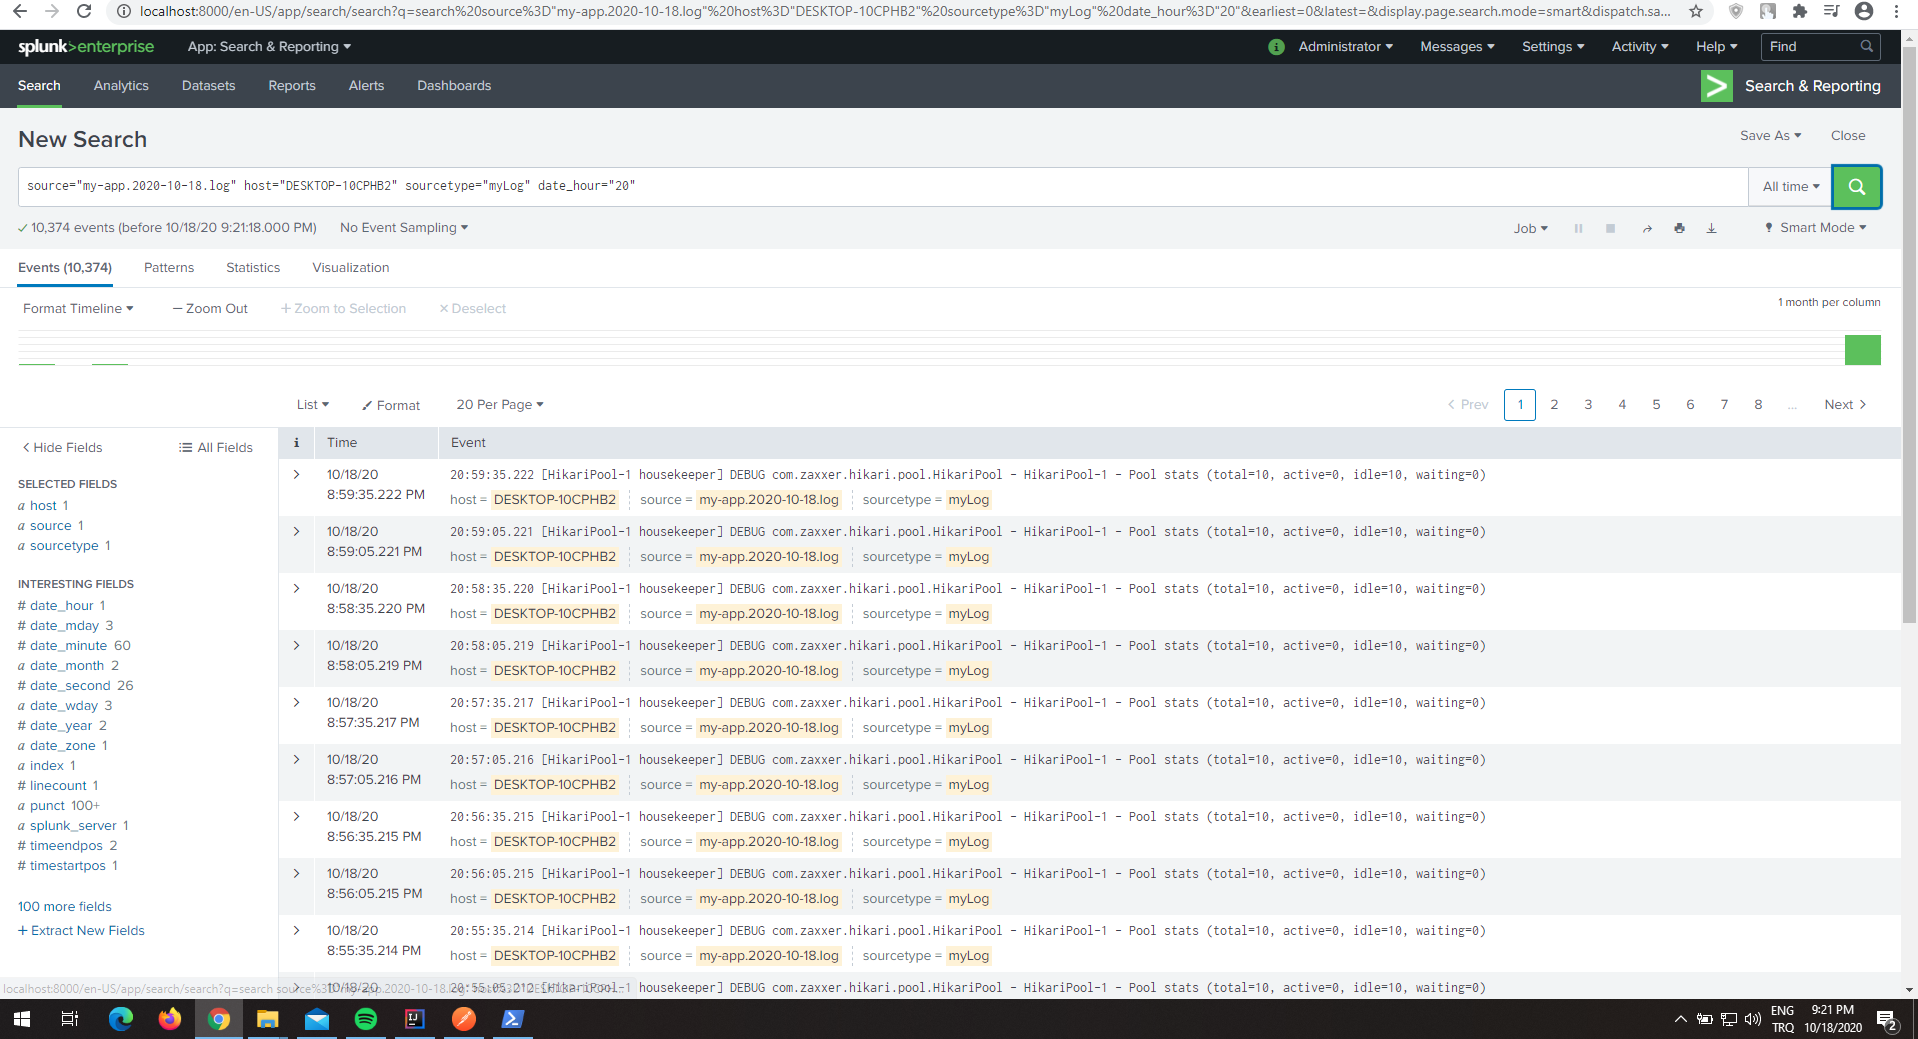 localhost:8000/en-US/app/search/search?q=search%20source%3D"my-app.2020-10-18.log"%20host%3D"DESKTOP-10CPHB2"%20sourcetype%3D"myLog"%20date_hour%3D"20"&earliest=0&latest=&display.page.search.mode=smart&dispatch.sa...
splunk>enterprise App: Search & Reporting
i Administrator Messages Settings Activity Help Find
Search Analytics Datasets Reports Alerts Dashboards
> Search & Reporting
New Search
Save As Close
source="my-app.2020-10-18.log" host="DESKTOP-10CPHB2" sourcetype="myLog" date_hour="20"
All time
10,374 events (before 10/18/20 9:21:18.000 PM) No Event Sampling
Job Smart Mode
Events (10,374) Patterns Statistics Visualization
Format Timeline — Zoom Out + Zoom to Selection × Deselect
1 month per column
List Format 20 Per Page
< Prev 1 2 3 4 5 6 7 8 ... Next >
< Hide Fields All Fields
SELECTED FIELDS
a host 1
a source 1
a sourcetype 1
INTERESTING FIELDS
# date_hour 1
# date_mday 3
# date_minute 60
a date_month 2
# date_second 26
a date_wday 3
# date_year 2
a date_zone 1
a index 1
# linecount 1
a punct 100+
a splunk_server 1
# timeendpos 2
# timestartpos 1
100 more fields
+ Extract New Fields
i Time Event
> 10/18/20 20:59:35.222 [HikariPool-1 housekeeper] DEBUG com.zaxxer.hikari.pool.HikariPool - HikariPool-1 - Pool stats (total=10, active=0, idle=10, waiting=0)
8:59:35.222 PM host = DESKTOP-10CPHB2 source = my-app.2020-10-18.log sourcetype = myLog
> 10/18/20 20:59:05.221 [HikariPool-1 housekeeper] DEBUG com.zaxxer.hikari.pool.HikariPool - HikariPool-1 - Pool stats (total=10, active=0, idle=10, waiting=0)
8:59:05.221 PM host = DESKTOP-10CPHB2 source = my-app.2020-10-18.log sourcetype = myLog
> 10/18/20 20:58:35.220 [HikariPool-1 housekeeper] DEBUG com.zaxxer.hikari.pool.HikariPool - HikariPool-1 - Pool stats (total=10, active=0, idle=10, waiting=0)
8:58:35.220 PM host = DESKTOP-10CPHB2 source = my-app.2020-10-18.log sourcetype = myLog
> 10/18/20 20:58:05.219 [HikariPool-1 housekeeper] DEBUG com.zaxxer.hikari.pool.HikariPool - HikariPool-1 - Pool stats (total=10, active=0, idle=10, waiting=0)
8:58:05.219 PM host = DESKTOP-10CPHB2 source = my-app.2020-10-18.log sourcetype = myLog
> 10/18/20 20:57:35.217 [HikariPool-1 housekeeper] DEBUG com.zaxxer.hikari.pool.HikariPool - HikariPool-1 - Pool stats (total=10, active=0, idle=10, waiting=0)
8:57:35.217 PM host = DESKTOP-10CPHB2 source = my-app.2020-10-18.log sourcetype = myLog
> 10/18/20 20:57:05.216 [HikariPool-1 housekeeper] DEBUG com.zaxxer.hikari.pool.HikariPool - HikariPool-1 - Pool stats (total=10, active=0, idle=10, waiting=0)
8:57:05.216 PM host = DESKTOP-10CPHB2 source = my-app.2020-10-18.log sourcetype = myLog
> 10/18/20 20:56:35.215 [HikariPool-1 housekeeper] DEBUG com.zaxxer.hikari.pool.HikariPool - HikariPool-1 - Pool stats (total=10, active=0, idle=10, waiting=0)
8:56:35.215 PM host = DESKTOP-10CPHB2 source = my-app.2020-10-18.log sourcetype = myLog
> 10/18/20 20:56:05.215 [HikariPool-1 housekeeper] DEBUG com.zaxxer.hikari.pool.HikariPool - HikariPool-1 - Pool stats (total=10, active=0, idle=10, waiting=0)
8:56:05.215 PM host = DESKTOP-10CPHB2 source = my-app.2020-10-18.log sourcetype = myLog
> 10/18/20 20:55:35.214 [HikariPool-1 housekeeper] DEBUG com.zaxxer.hikari.pool.HikariPool - HikariPool-1 - Pool stats (total=10, active=0, idle=10, waiting=0)
8:55:35.214 PM host = DESKTOP-10CPHB2 source = my-app.2020-10-18.log sourcetype = myLog
> 10/18/20 20:55:05.212 [HikariPool-1 housekeeper] DEBUG com.zaxxer.hikari.pool.HikariPool - HikariPool-1 - Pool stats (total=10, active=0, idle=10, waiting=0)
localhost:8000/en-US/app/search/search?q=search source%3D"my-app.2020-10-18.log"
ENG 9:21 PM
TRQ 10/18/2020 2